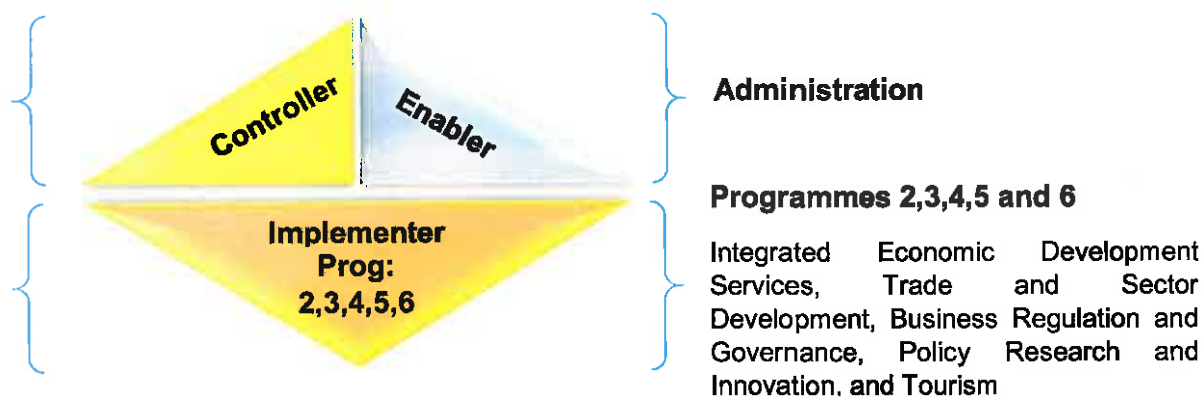 Controller
Enabler
Administration
Implementer
Prog:
2,3,4,5,6
Programmes 2,3,4,5 and 6
Integrated Economic Development
Services, Trade and Sector
Development, Business Regulation and
Governance, Policy Research and
Innovation, and Tourism